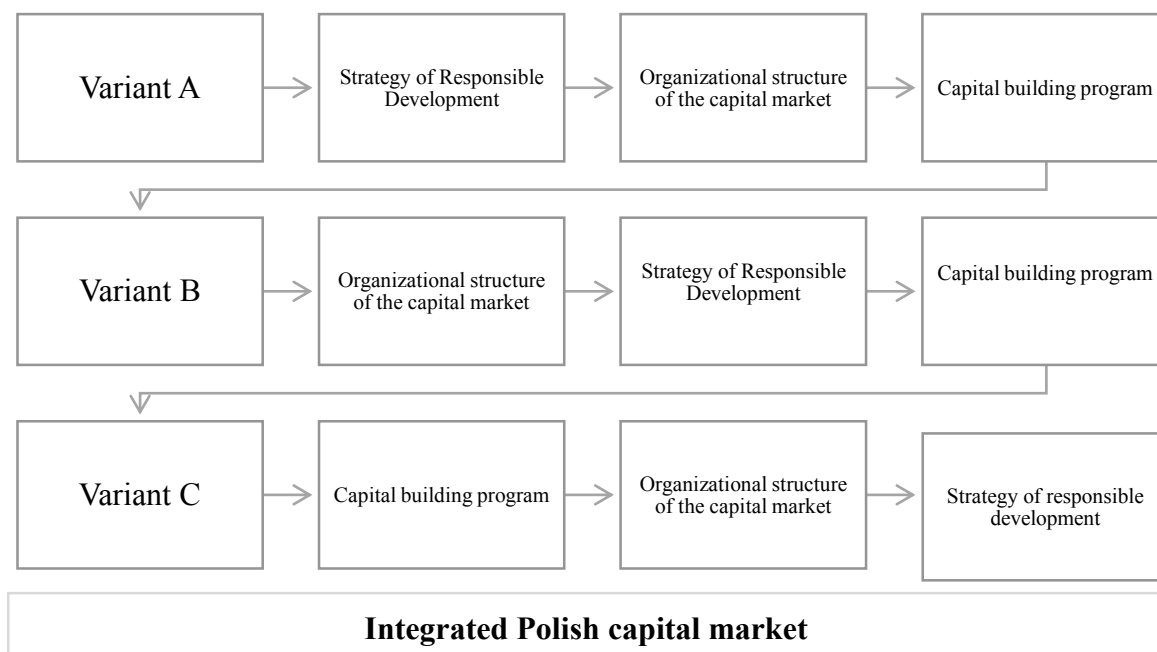 Variant A
Strategy of Responsible
Development
Organizational structure
of the capital market
Capital building program
Variant B
Organizational structure
of the capital market
Strategy of Responsible
Development
Capital building program
Variant C
Capital building program
Organizational structure
of the capital market
Strategy of responsible
development
Integrated Polish capital market